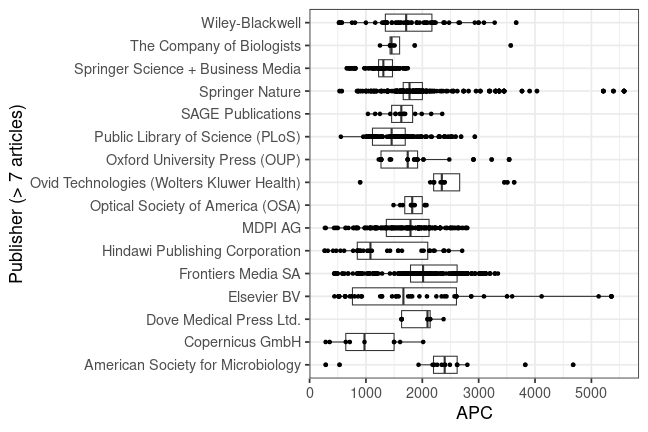 Publisher (> 7 articles)
Wiley-Blackwell
The Company of Biologists
Springer Science + Business Media
Springer Nature
SAGE Publications
Public Library of Science (PLoS)
Oxford University Press (OUP)
Ovid Technologies (Wolters Kluwer Health)
Optical Society of America (OSA)
MDPI AG
Hindawi Publishing Corporation
Frontiers Media SA
Elsevier BV
Dove Medical Press Ltd.
Copernicus GmbH
American Society for Microbiology
0 1000 2000 3000 4000 5000
APC